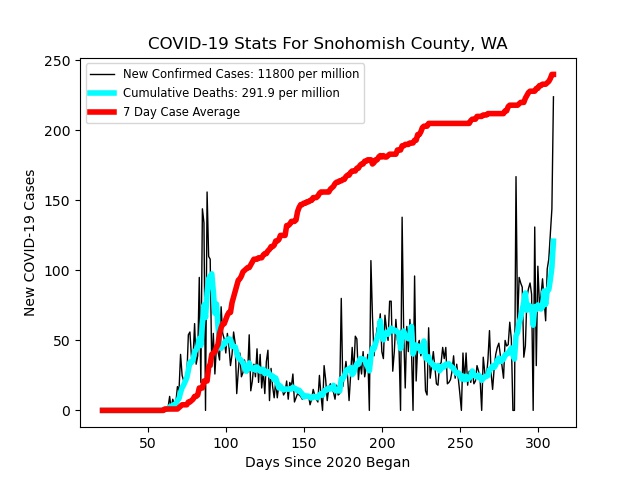 COVID-19 Stats For Snohomish County, WA
New Confirmed Cases: 11800 per million
Cumulative Deaths: 291.9 per million
7 Day Case Average
250
200
150
100
50
0
New COVID-19 Cases
50 100 150 200 250 300
Days Since 2020 Began